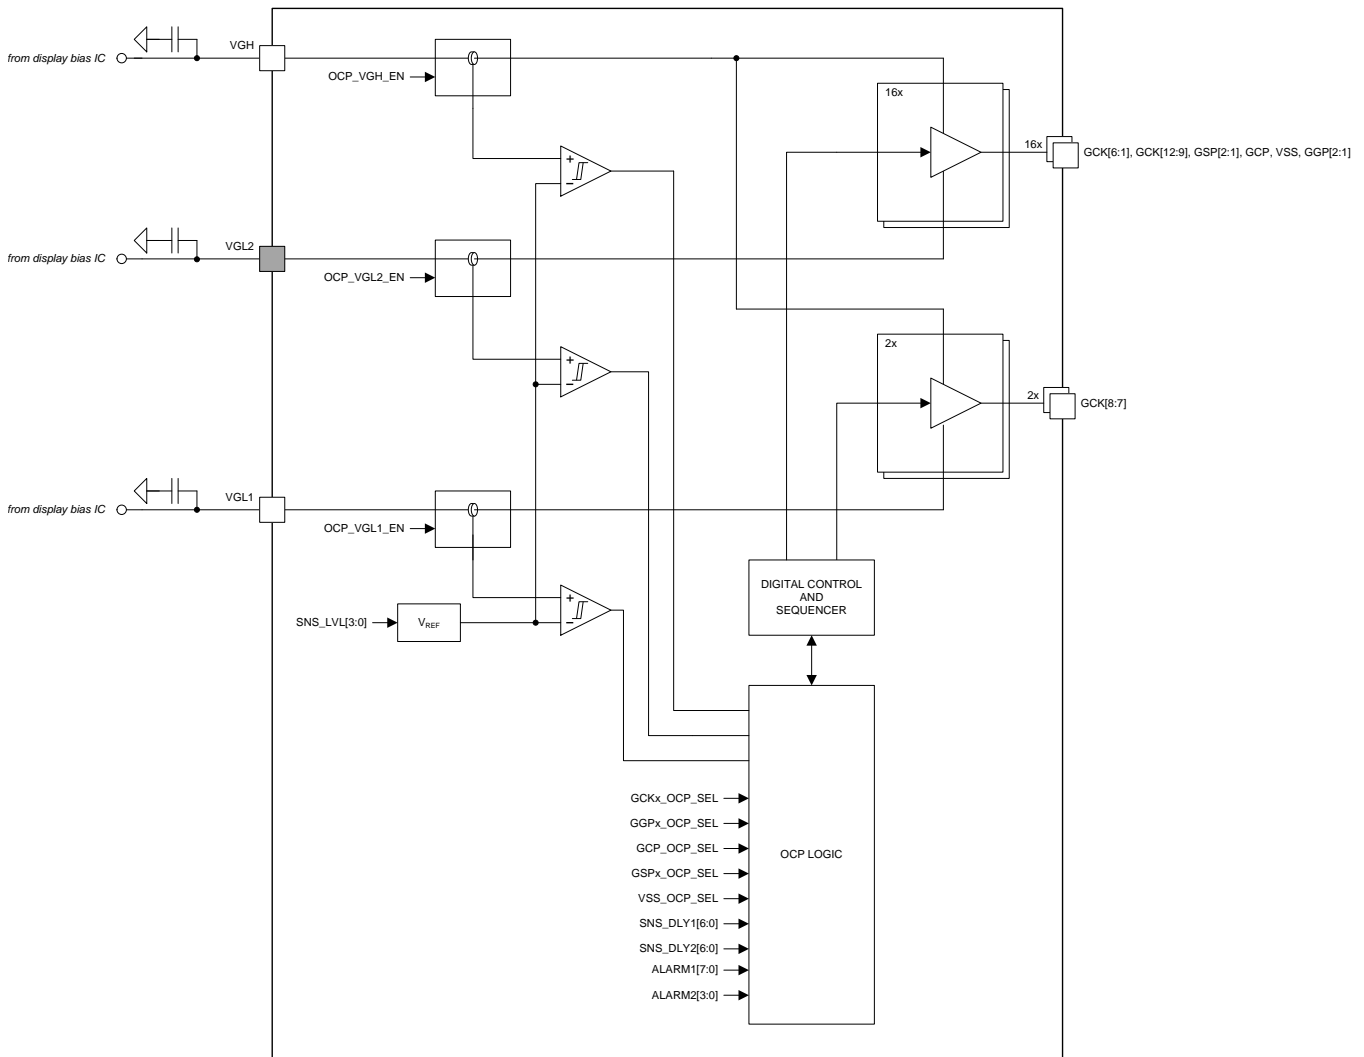 VGH
from display bias IC
OCP_VGH_EN
+
−
16x
16x
GCK[6:1], GCK[12:9], GSP[2:1], GCP, VSS, GGP[2:1]
VGL2
from display bias IC
OCP_VGL2_EN
+
−
2x
2x
GCK[8:7]
VGL1
from display bias IC
OCP_VGL1_EN
+
−
SNS_LVL[3:0]
VREF
DIGITAL CONTROL
AND
SEQUENCER
GCKx_OCP_SEL
GGPx_OCP_SEL
GCP_OCP_SEL
GSPx_OCP_SEL
VSS_OCP_SEL
SNS_DLY1[6:0]
SNS_DLY2[6:0]
ALARM1[7:0]
ALARM2[3:0]
OCP LOGIC